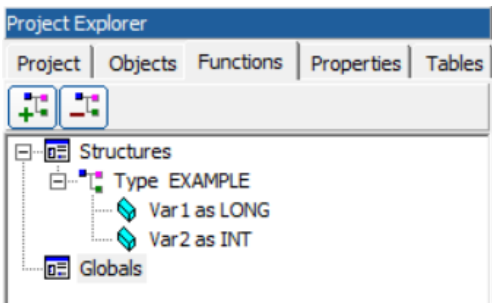 Project Explorer
Project Objects Functions Properties Tables
Structures
Type EXAMPLE
Var1 as LONG
Var2 as INT
Globals